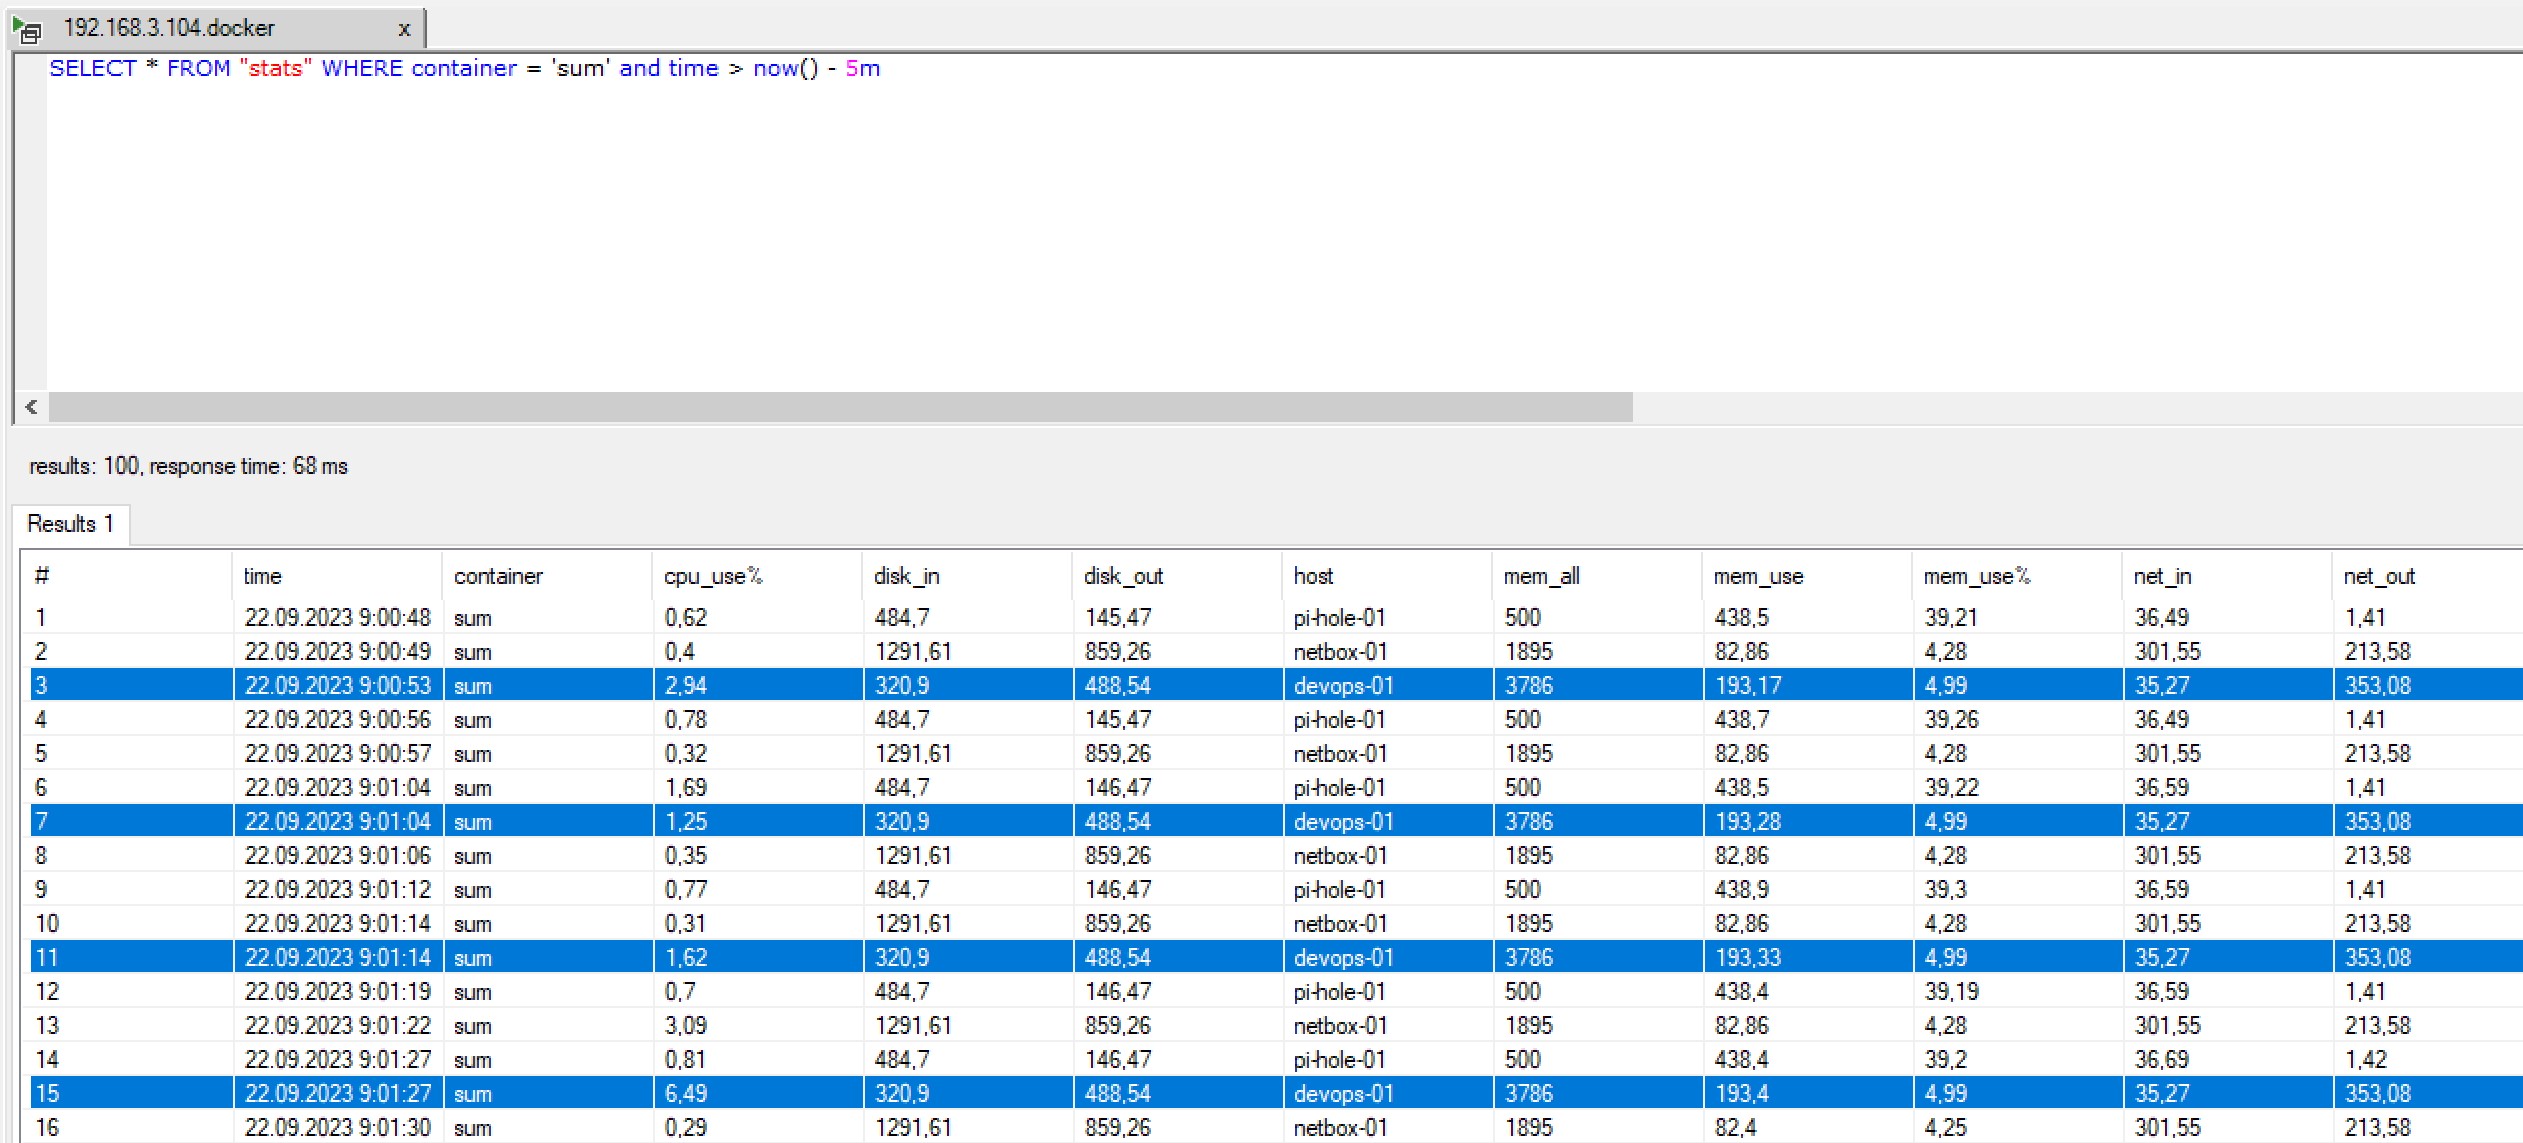 192.168.3.104.docker x
SELECT * FROM "stats" WHERE container = 'sum' and time > now() - 5m
results: 100, response time: 68 ms
Results 1
# time container cpu_use% disk_in disk_out host mem_all mem_use mem_use% net_in net_out
1 22.09.2023 9:00:48 sum 0,62 484,7 145,47 pi-hole-01 500 438,5 39,21 36,49 1,41
2 22.09.2023 9:00:49 sum 0,4 1291,61 859,26 netbox-01 1895 82,86 4,28 301,55 213,58
3 22.09.2023 9:00:53 sum 2,94 320,9 488,54 devops-01 3786 193,17 4,99 35,27 353,08
4 22.09.2023 9:00:56 sum 0,78 484,7 145,47 pi-hole-01 500 438,7 39,26 36,49 1,41
5 22.09.2023 9:00:57 sum 0,32 1291,61 859,26 netbox-01 1895 82,86 4,28 301,55 213,58
6 22.09.2023 9:01:04 sum 1,69 484,7 146,47 pi-hole-01 500 438,5 39,22 36,59 1,41
7 22.09.2023 9:01:04 sum 1,25 320,9 488,54 devops-01 3786 193,28 4,99 35,27 353,08
8 22.09.2023 9:01:06 sum 0,35 1291,61 859,26 netbox-01 1895 82,86 4,28 301,55 213,58
9 22.09.2023 9:01:12 sum 0,77 484,7 146,47 pi-hole-01 500 438,9 39,3 36,59 1,41
10 22.09.2023 9:01:14 sum 0,31 1291,61 859,26 netbox-01 1895 82,86 4,28 301,55 213,58
11 22.09.2023 9:01:14 sum 1,62 320,9 488,54 devops-01 3786 193,33 4,99 35,27 353,08
12 22.09.2023 9:01:19 sum 0,7 484,7 146,47 pi-hole-01 500 438,4 39,19 36,59 1,41
13 22.09.2023 9:01:22 sum 3,09 1291,61 859,26 netbox-01 1895 82,86 4,28 301,55 213,58
14 22.09.2023 9:01:27 sum 0,81 484,7 146,47 pi-hole-01 500 438,4 39,2 36,69 1,42
15 22.09.2023 9:01:27 sum 6,49 320,9 488,54 devops-01 3786 193,4 4,99 35,27 353,08
16 22.09.2023 9:01:30 sum 0,29 1291,61 859,26 netbox-01 1895 82,4 4,25 301,55 213,58